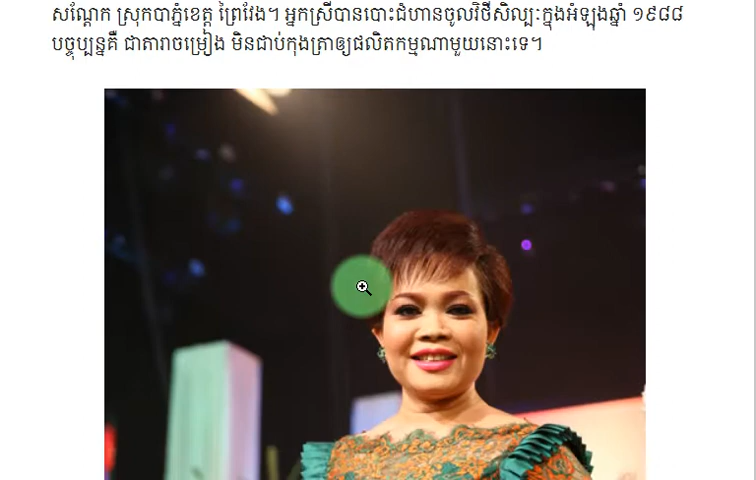 សណ្ដែក ស្រុកបាភ្នំខេត្ត ព្រៃវែង។ អ្នកស្រីបានបោះជំហានចូលវិថីសិល្បៈក្នុងអំឡុងឆ្នាំ ១៩៨៨
បច្ចុប្បន្នគឺ ជាតារាចម្រៀង មិនជាប់កុងត្រាឲ្យផលិតកម្មណាមួយនោះទេ។